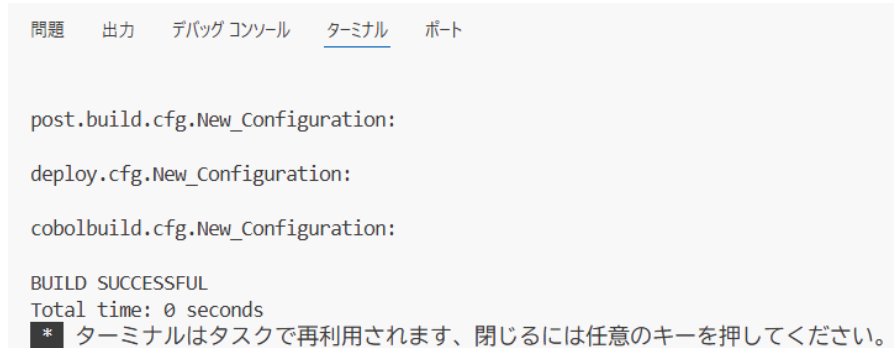 問題 出力 デバッグ コンソール ターミナル ポート
post.build.cfg.New_Configuration:
deploy.cfg.New_Configuration:
cobolbuild.cfg.New_Configuration:
BUILD SUCCESSFUL
Total time: 0 seconds
* ターミナルはタスクで再利用されます、閉じるには任意のキーを押してください。